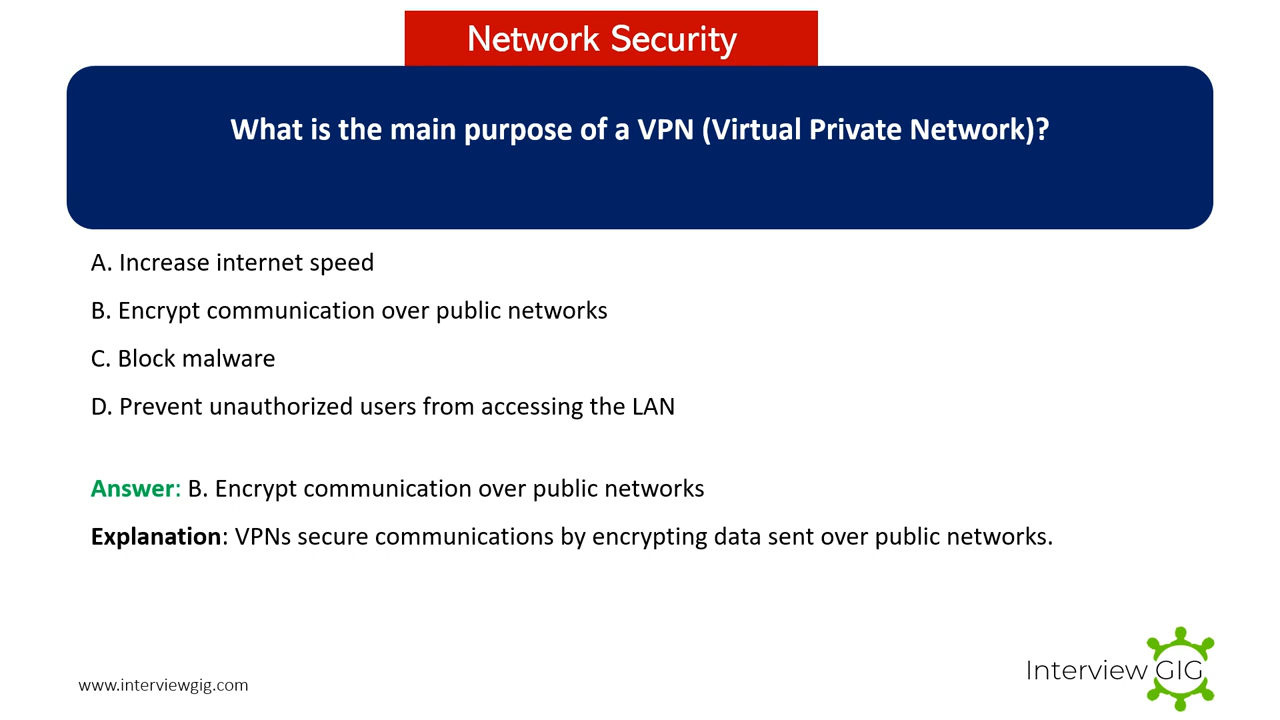 Network Security
What is the main purpose of a VPN (Virtual Private Network)?
A. Increase internet speed
B. Encrypt communication over public networks
C. Block malware
D. Prevent unauthorized users from accessing the LAN
Answer: B. Encrypt communication over public networks
Explanation: VPNs secure communications by encrypting data sent over public networks.
www.interviewgig.com
Interview GIG